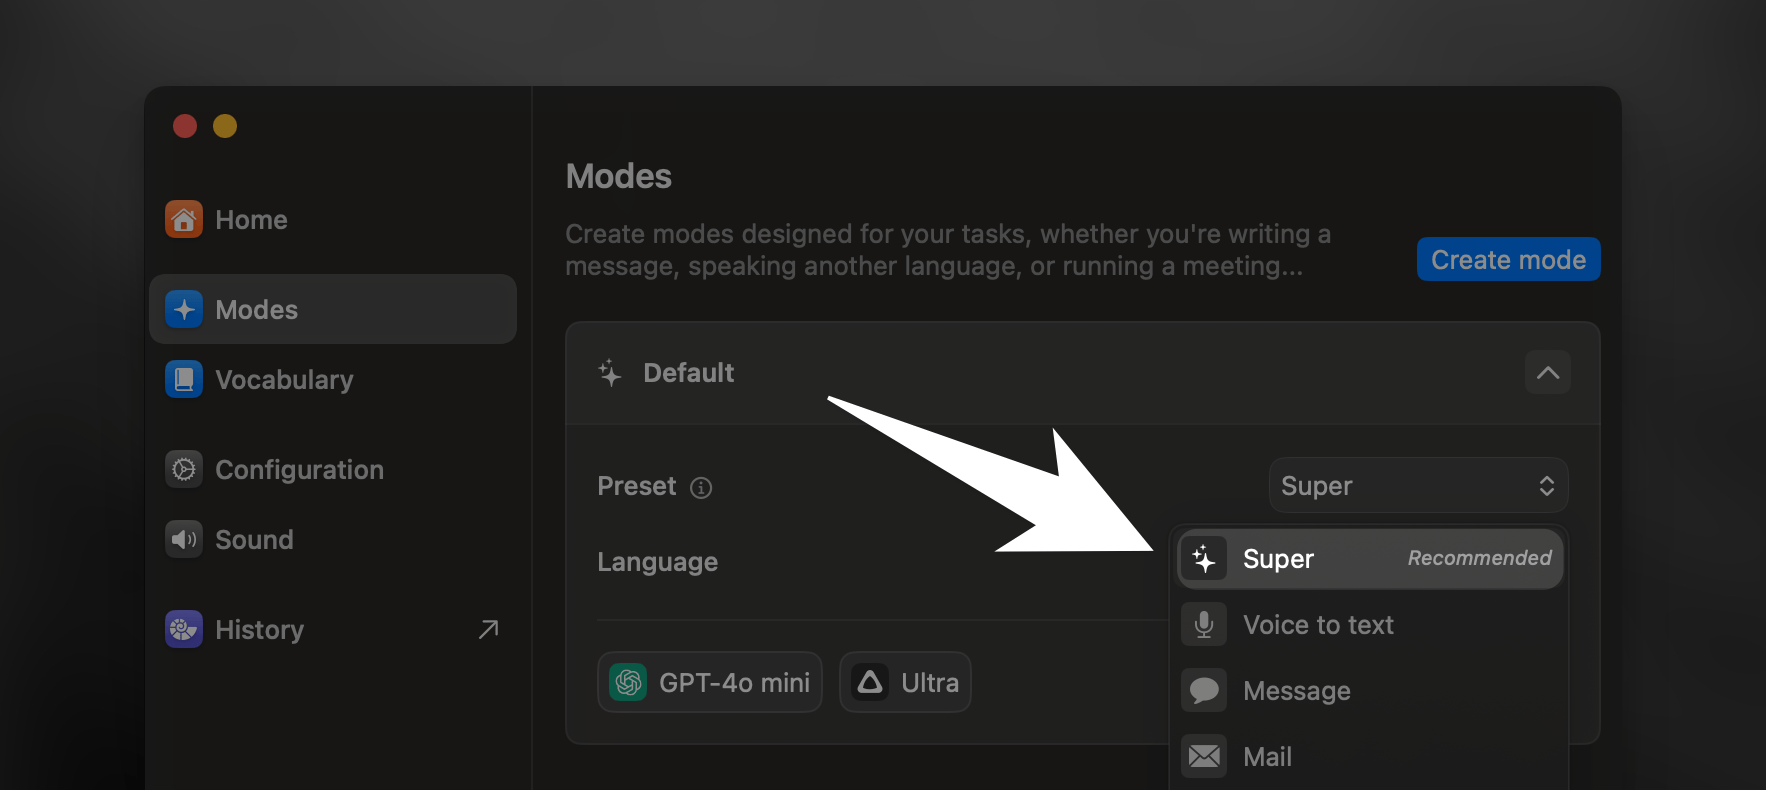 Home
Modes
Vocabulary
Configuration
Sound
History
Modes
Create modes designed for your tasks, whether you're writing a
message, speaking another language, or running a meeting...
Create mode
Default
Preset
Super
Language
Super Recommended
Voice to text
Message
Mail
GPT-4o mini
Ultra